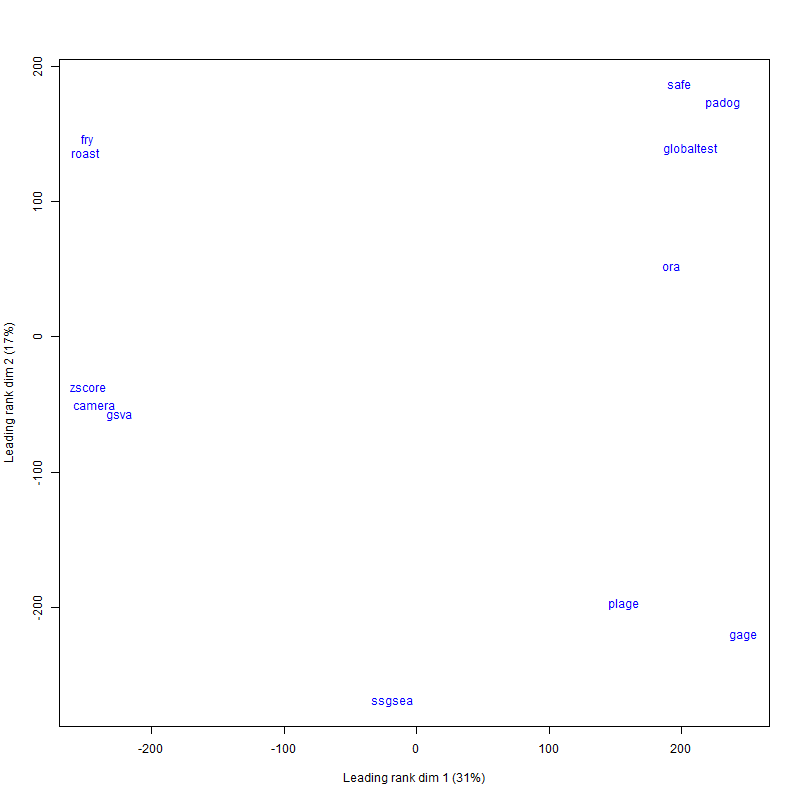 200
safe
padog
fry
roast
globaltest
100
ora
0
zscore
camera
gsva
-100
-200
plage
gage
ssgsea
-200
-100
0
100
200
Leading rank dim 1 (31%)
Leading rank dim 2 (17%)